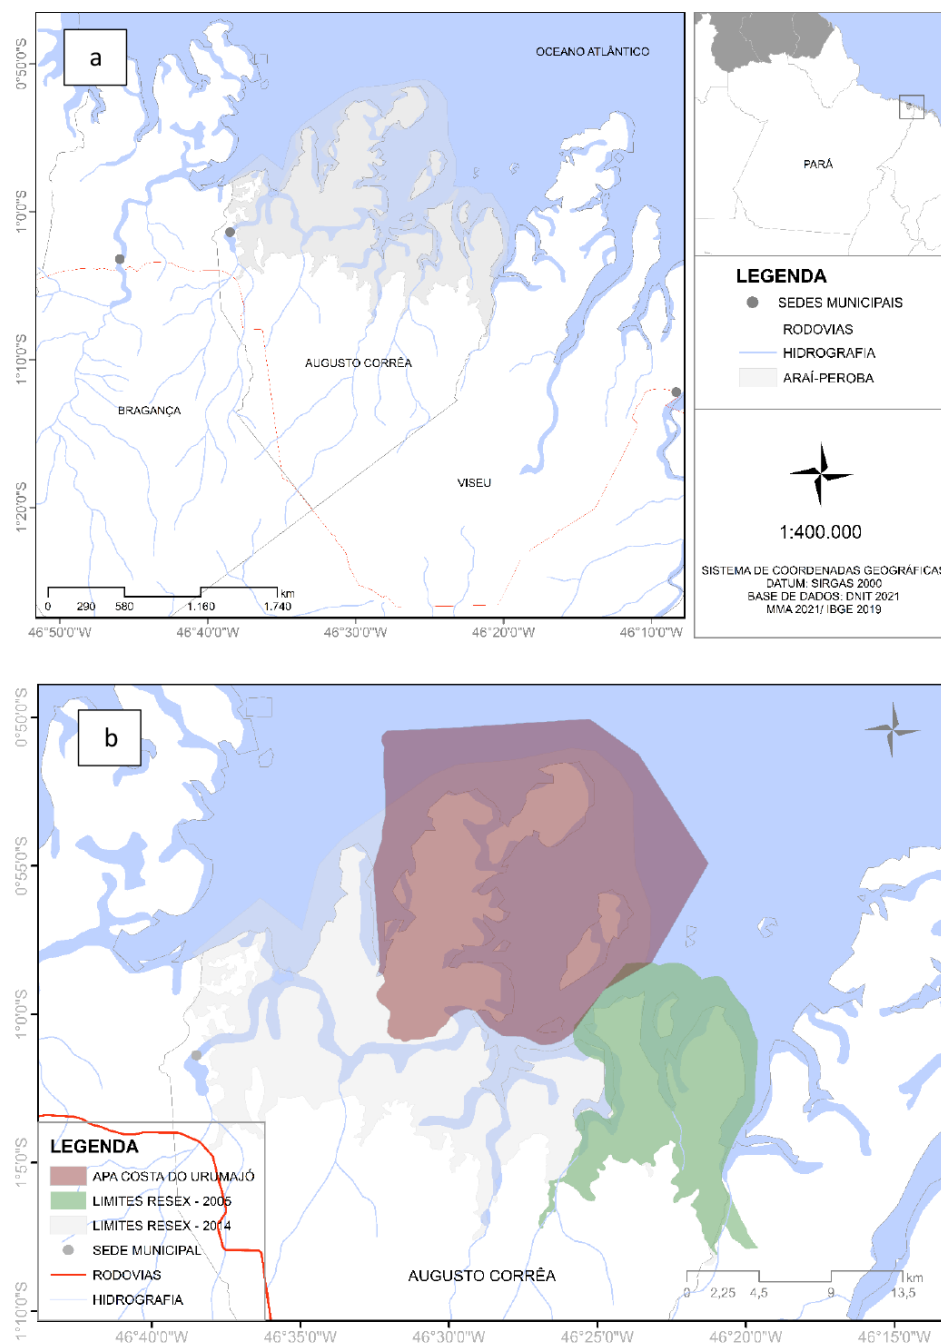 a
OCEANO ATLÂNTICO
0°50'0"S
1°0'0"S
1°10'0"S
1°20'0"S
AUGUSTO CORRÊA
BRAGANÇA
VISEU
0 290 580 1.160 1.740 km
46°50'0"W 46°40'0"W 46°30'0"W 46°20'0"W 46°10'0"W
PARÁ
LEGENDA
SEDES MUNICIPAIS
RODOVIAS
HIDROGRAFIA
ARAÍ-PEROBA
1:400.000
SISTEMA DE COORDENADAS GEOGRÁFICAS
DATUM: SIRGAS 2000
BASE DE DADOS: DNIT 2021
MMA 2021/ IBGE 2019
b
0°50'0"S
0°55'0"S
1°0'0"S
1°5'0"S
1°10'0"S
LEGENDA
APA COSTA DO URUMAJÓ
LIMITES RESEX - 2005
LIMITES RESEX - 2014
SEDE MUNICIPAL
RODOVIAS
HIDROGRAFIA
AUGUSTO CORRÊA
0 2,25 4,5 9 13,5 km
46°40'0"W 46°35'0"W 46°30'0"W 46°25'0"W 46°20'0"W 46°15'0"W